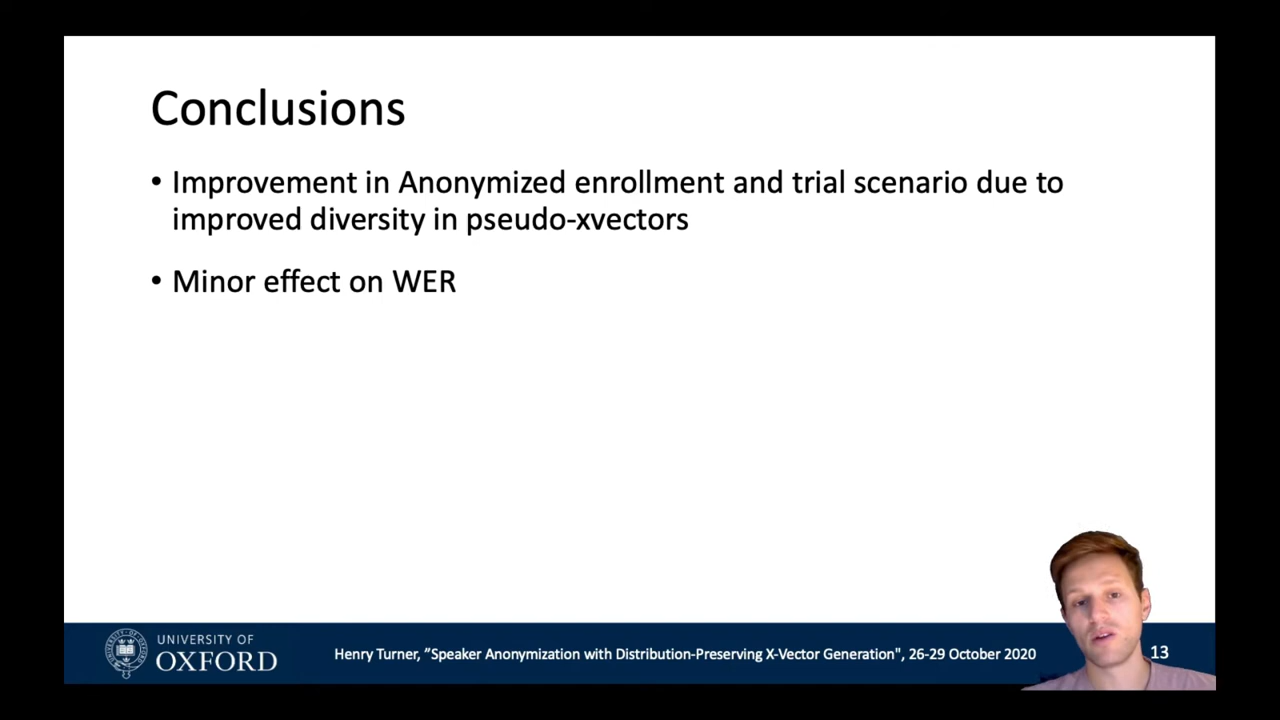 Conclusions
• Improvement in Anonymized enrollment and trial scenario due to
improved diversity in pseudo-xvectors
• Minor effect on WER
UNIVERSITY OF
OXFORD
Henry Turner, ”Speaker Anonymization with Distribution-Preserving X-Vector Generation", 26-29 October 2020
13